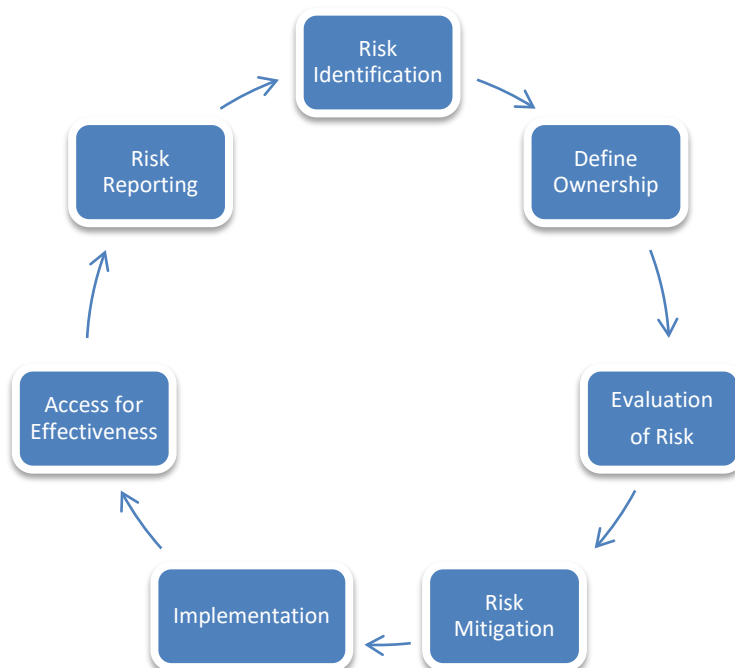 Risk
Identification
Define
Ownership
Evaluation
of Risk
Risk
Mitigation
Implementation
Access for
Effectiveness
Risk
Reporting